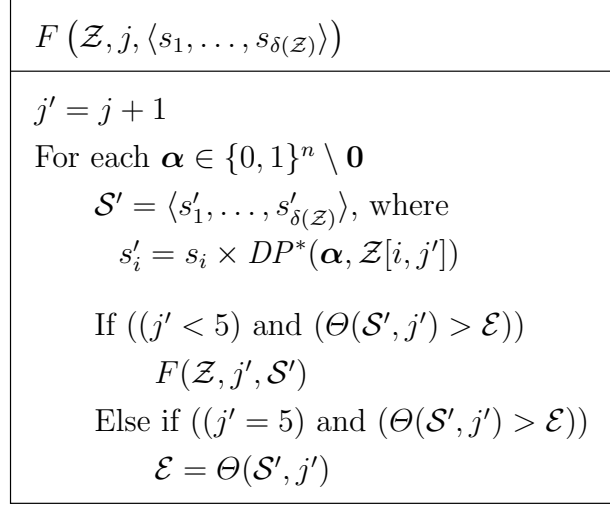 F (𝒵, j, ⟨s₁, …, s_δ(𝒵)⟩)
j′ = j + 1
For each 𝜶 ∈ {0, 1}ⁿ \ 𝟎
𝒮′ = ⟨s′₁, …, s′_δ(𝒵)⟩, where
s′ᵢ = sᵢ × DP*(𝜶, 𝒵[i, j′])
If ((j′ < 5) and (Θ(𝒮′, j′) > ℰ))
F(𝒵, j′, 𝒮′)
Else if ((j′ = 5) and (Θ(𝒮′, j′) > ℰ))
ℰ = Θ(𝒮′, j′)